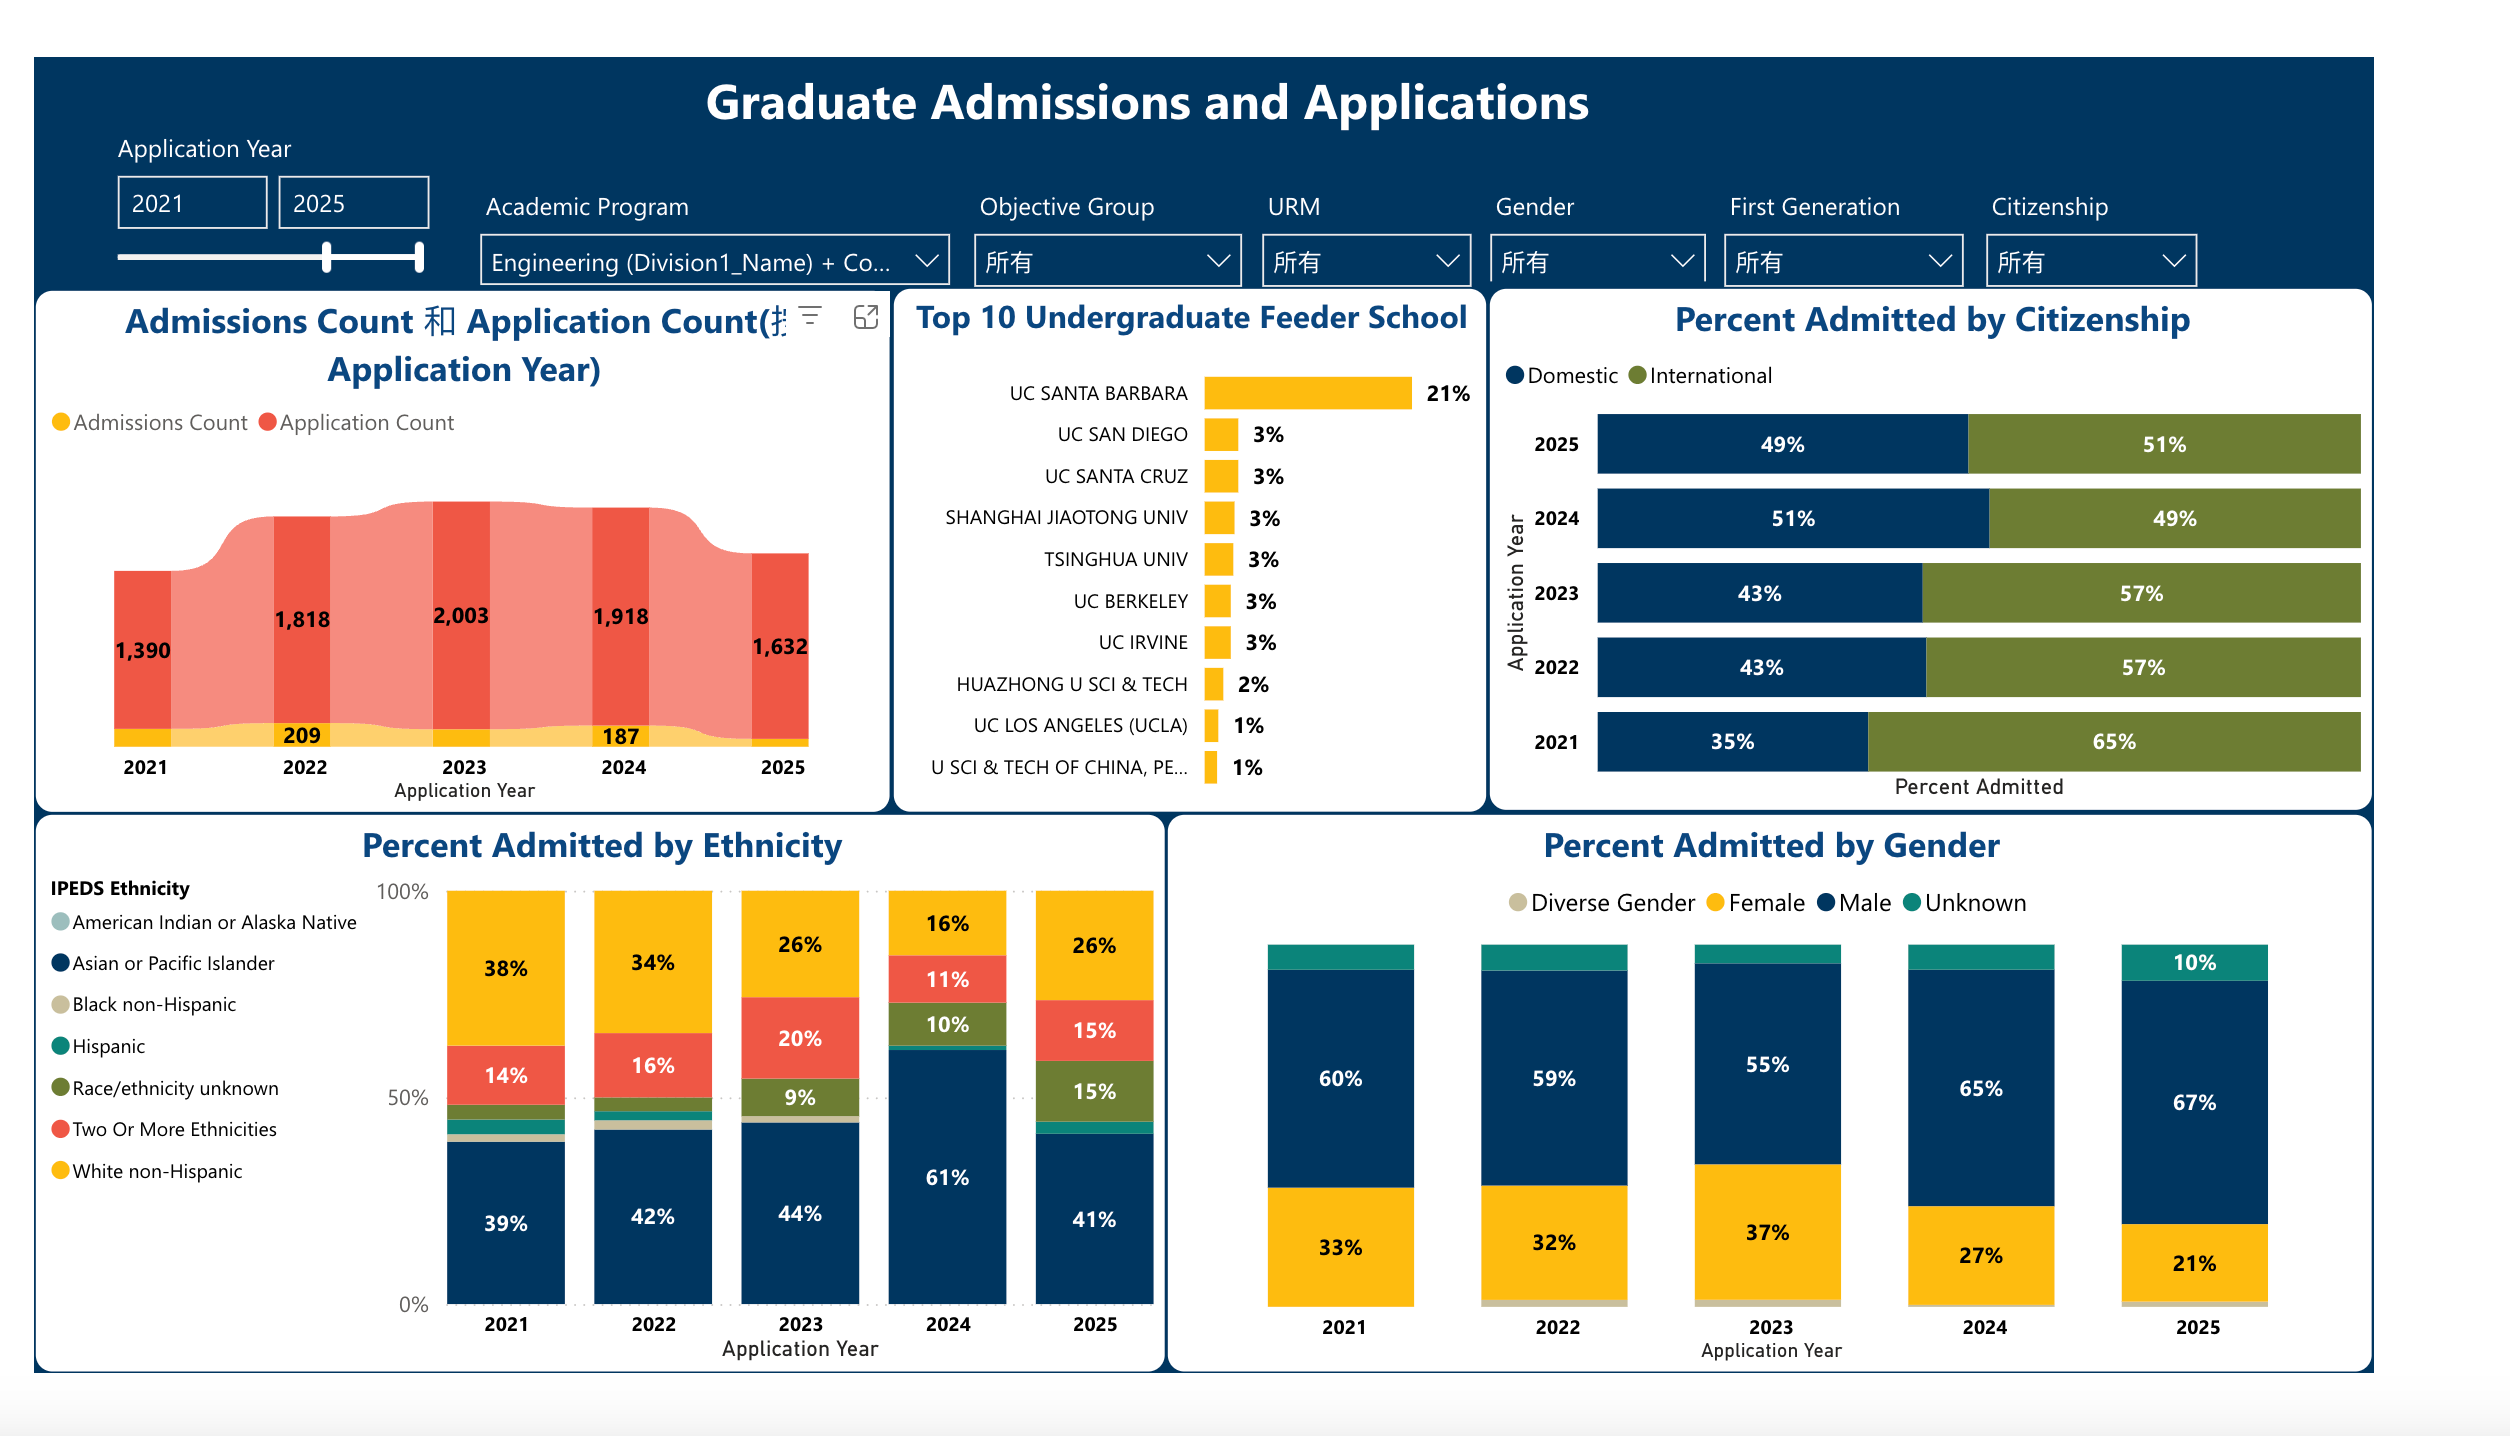 Graduate Admissions and Applications
Application Year
2021 2025
Academic Program Objective Group URM Gender First Generation Citizenship
Engineering (Division1_Name) + Co... 所有 所有 所有 所有 所有
Admissions Count 和 Application Count(
Application Year)
Admissions Count Application Count
1,390 1,818 2,003 1,918 1,632
209 187
2021 2022 2023 2024 2025
Application Year
Top 10 Undergraduate Feeder School
UC SANTA BARBARA 21%
UC SAN DIEGO 3%
UC SANTA CRUZ 3%
SHANGHAI JIAOTONG UNIV 3%
TSINGHUA UNIV 3%
UC BERKELEY 3%
UC IRVINE 3%
HUAZHONG U SCI & TECH 2%
UC LOS ANGELES (UCLA) 1%
U SCI & TECH OF CHINA, PE... 1%
Percent Admitted by Citizenship
Domestic International
Application Year
2025 49% 51%
2024 51% 49%
2023 43% 57%
2022 43% 57%
2021 35% 65%
Percent Admitted
Percent Admitted by Ethnicity
IPEDS Ethnicity
American Indian or Alaska Native
Asian or Pacific Islander
Black non-Hispanic
Hispanic
Race/ethnicity unknown
Two Or More Ethnicities
White non-Hispanic
100%
50%
0%
38% 34% 26% 16% 26%
14% 16% 20% 11% 15%
9% 10% 15%
39% 42% 44% 61% 41%
2021 2022 2023 2024 2025
Application Year
Percent Admitted by Gender
Diverse Gender Female Male Unknown
10%
60% 59% 55% 65% 67%
33% 32% 37% 27% 21%
2021 2022 2023 2024 2025
Application Year